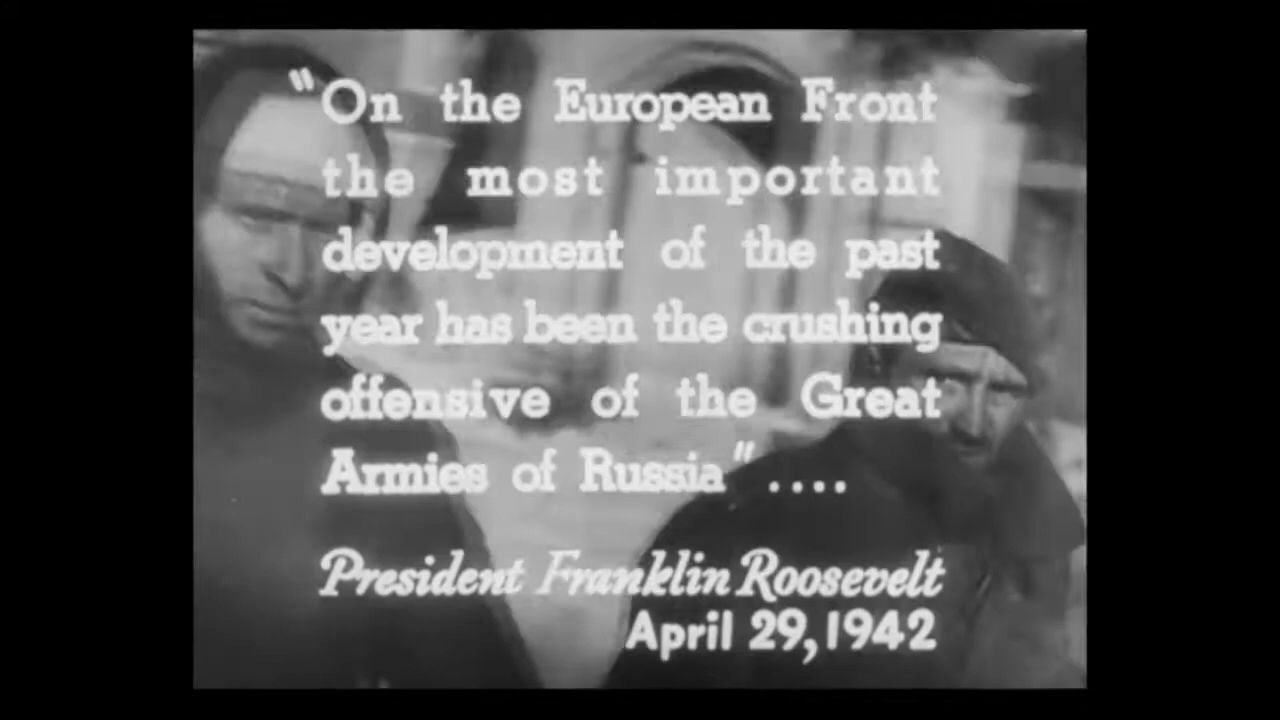 "On the European Front
the most important
development of the past
year has been the crushing
offensive of the Great
Armies of Russia"....
President Franklin Roosevelt
April 29, 1942